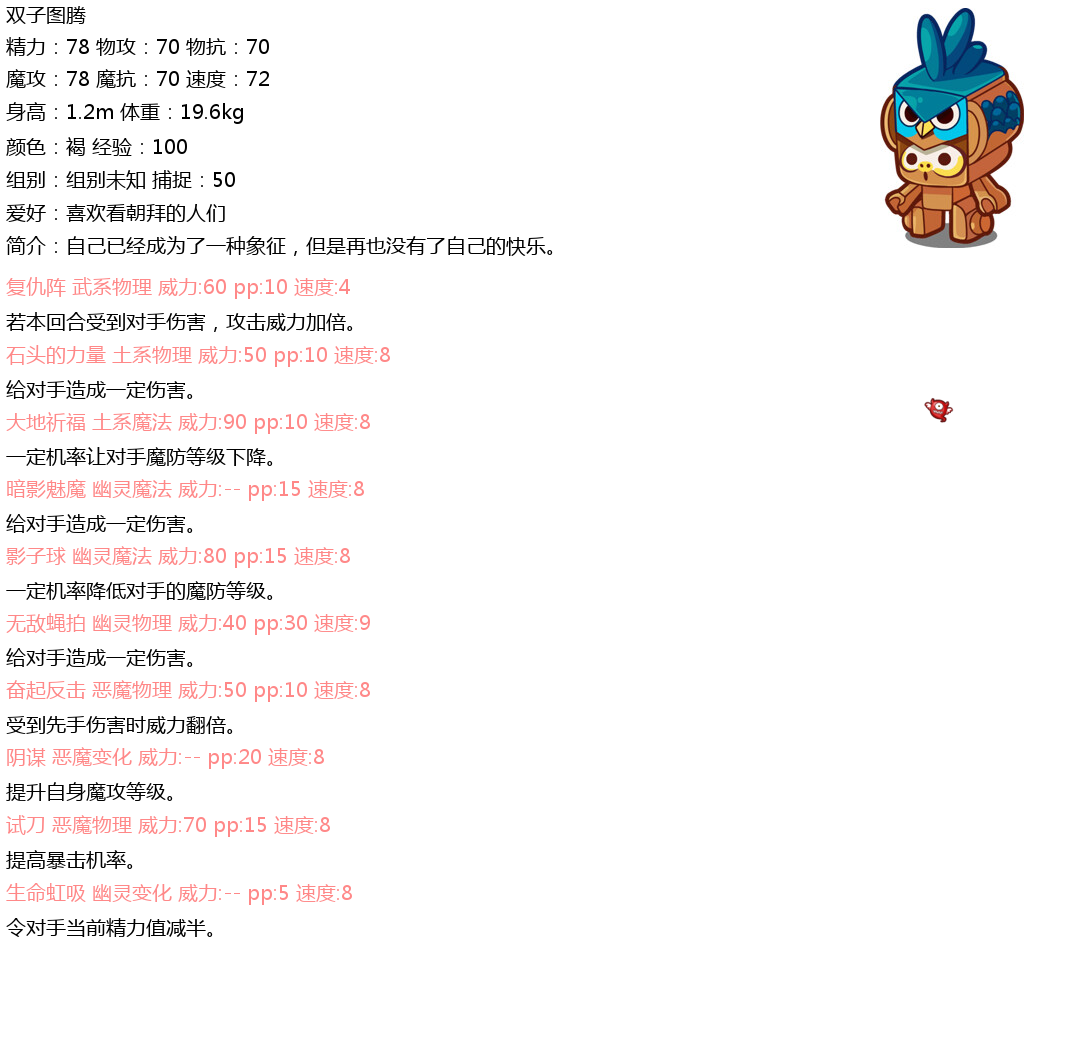 双子图腾
精力：78 物攻：70 物抗：70
魔攻：78 魔抗：70 速度：72
身高：1.2m 体重：19.6kg
颜色：褐 经验：100
组别：组别未知 捕捉：50
爱好：喜欢看朝拜的人们
简介：自己已经成为了一种象征，但是再也没有了自己的快乐。
复仇阵 武系物理 威力:60 pp:10 速度:4
若本回合受到对手伤害，攻击威力加倍。
石头的力量 土系物理 威力:50 pp:10 速度:8
给对手造成一定伤害。
大地祈福 土系魔法 威力:90 pp:10 速度:8
一定机率让对手魔防等级下降。
暗影魅魔 幽灵魔法 威力:-- pp:15 速度:8
给对手造成一定伤害。
影子球 幽灵魔法 威力:80 pp:15 速度:8
一定机率降低对手的魔防等级。
无敌蝇拍 幽灵物理 威力:40 pp:30 速度:9
给对手造成一定伤害。
奋起反击 恶魔物理 威力:50 pp:10 速度:8
受到先手伤害时威力翻倍。
阴谋 恶魔变化 威力:-- pp:20 速度:8
提升自身魔攻等级。
试刀 恶魔物理 威力:70 pp:15 速度:8
提高暴击机率。
生命虹吸 幽灵变化 威力:-- pp:5 速度:8
令对手当前精力值减半。